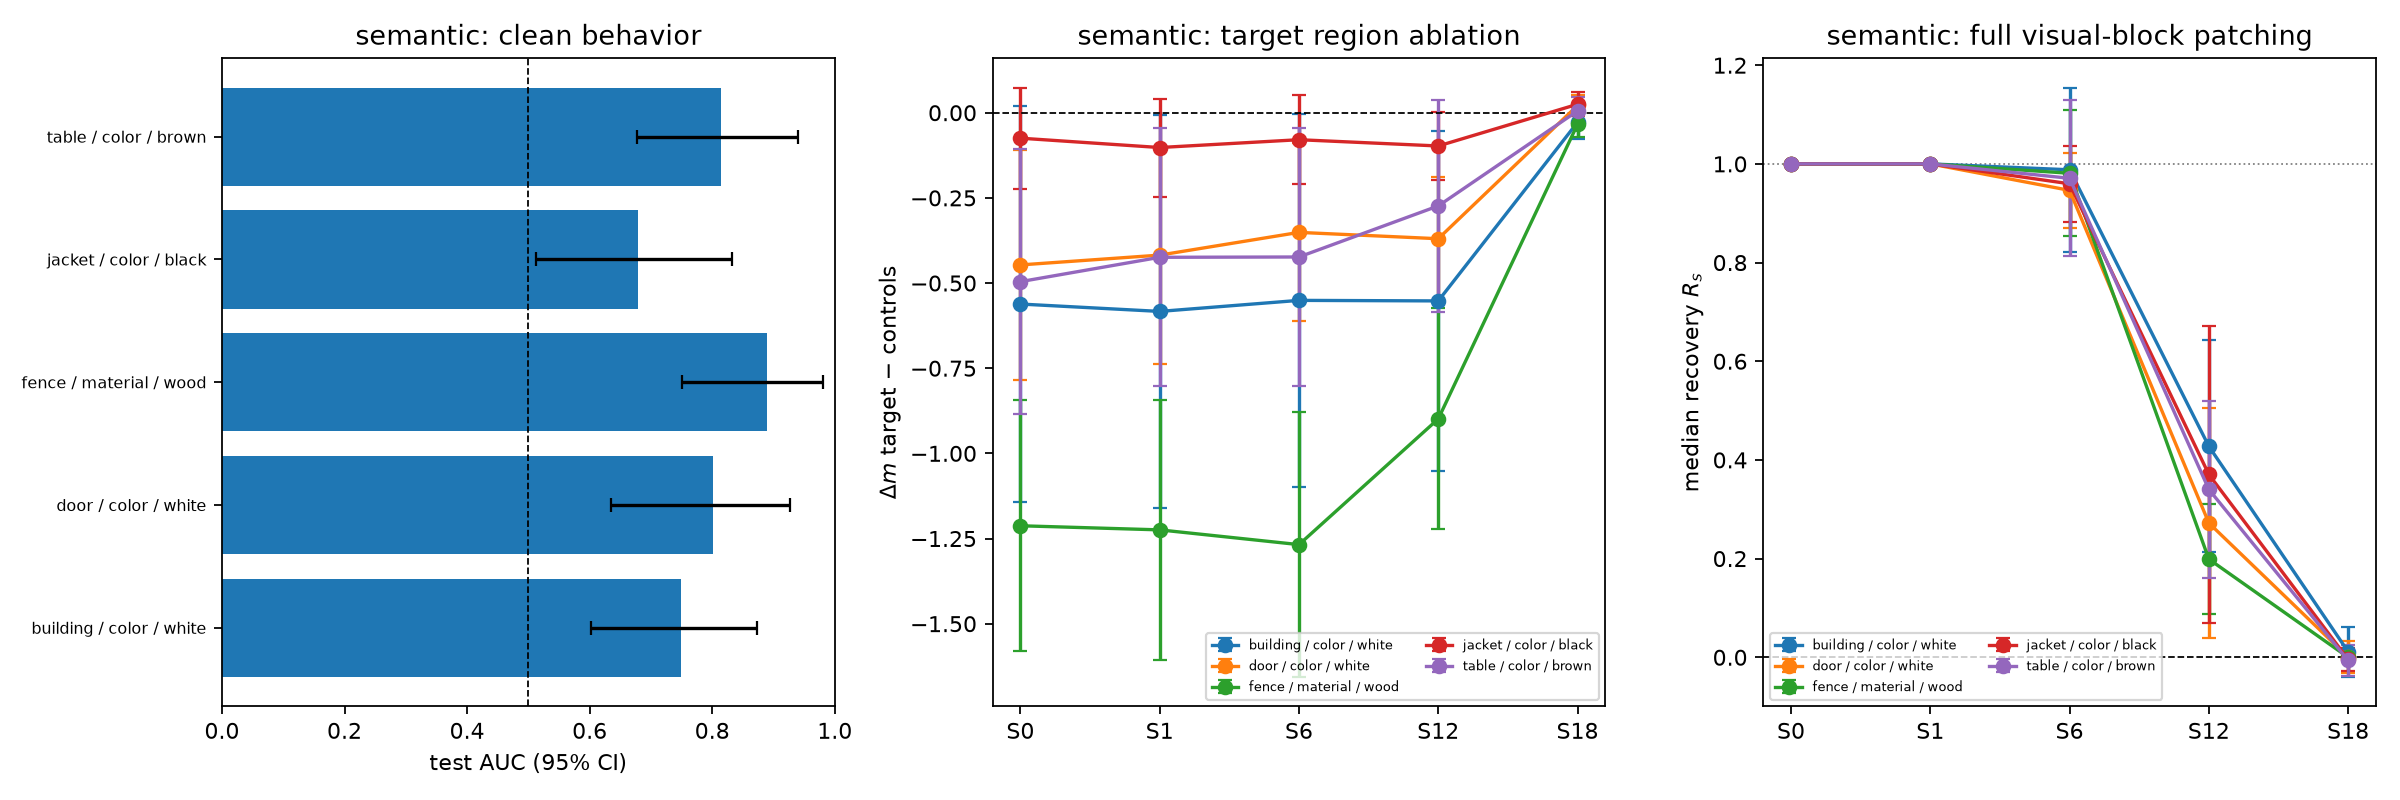 semantic: clean behavior
table / color / brown
jacket / color / black
fence / material / wood
door / color / white
building / color / white
0.0 0.2 0.4 0.6 0.8 1.0
test AUC (95% CI)
semantic: target region ablation
Δm target − controls
0.00
−0.25
−0.50
−0.75
−1.00
−1.25
−1.50
building / color / white
door / color / white
fence / material / wood
jacket / color / black
table / color / brown
S0 S1 S6 S12 S18
semantic: full visual-block patching
median recovery Rₛ
1.2
1.0
0.8
0.6
0.4
0.2
0.0
building / color / white
door / color / white
fence / material / wood
jacket / color / black
table / color / brown
S0 S1 S6 S12 S18